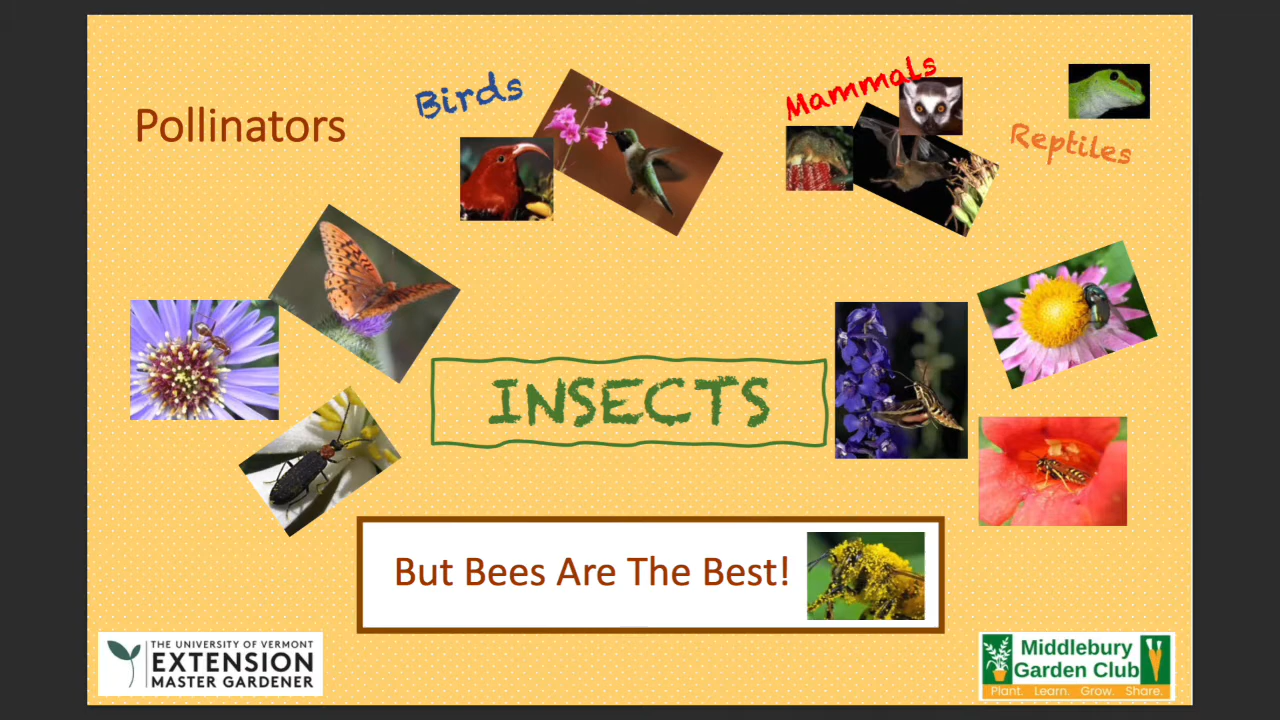 Pollinators
Birds
Mammals
Reptiles
INSECTS
But Bees Are The Best!
THE UNIVERSITY OF VERMONT
EXTENSION
MASTER GARDENER
Middlebury
Garden Club
Plant. Learn. Grow. Share.